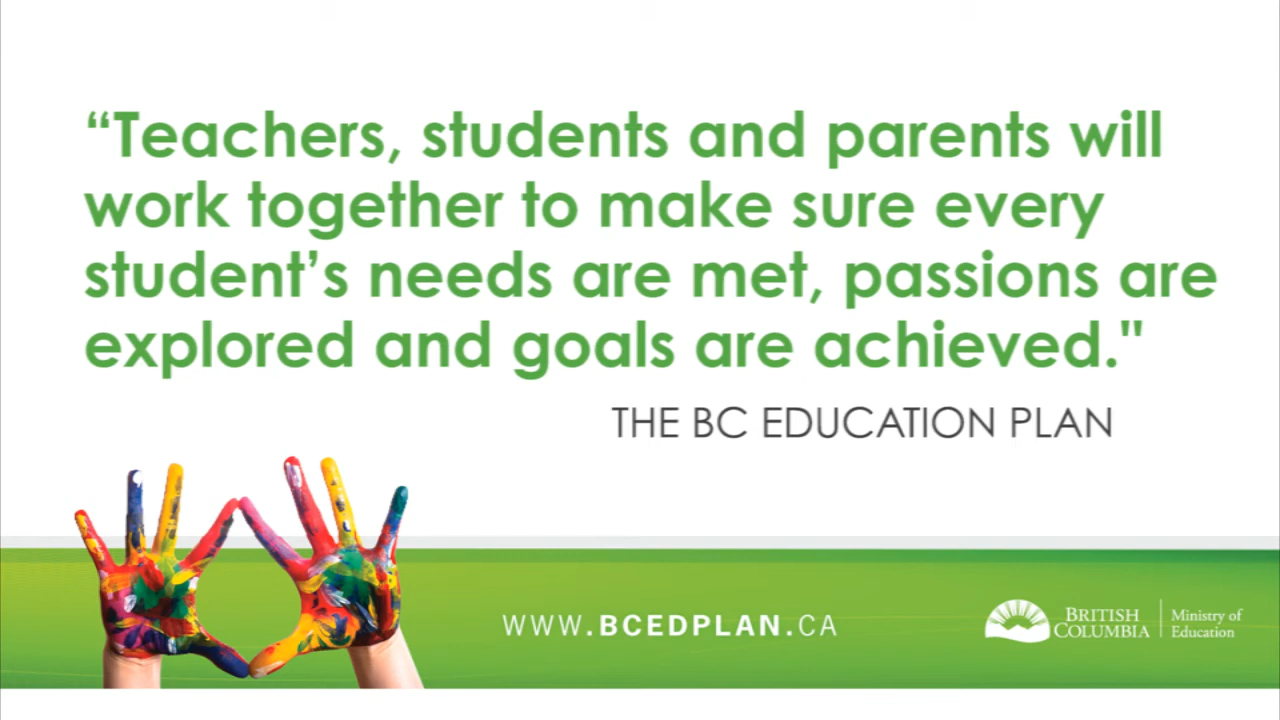 “Teachers, students and parents will
work together to make sure every
student’s needs are met, passions are
explored and goals are achieved."
THE BC EDUCATION PLAN
WWW.BCEDPLAN.CA
BRITISH
COLUMBIA
Ministry of
Education